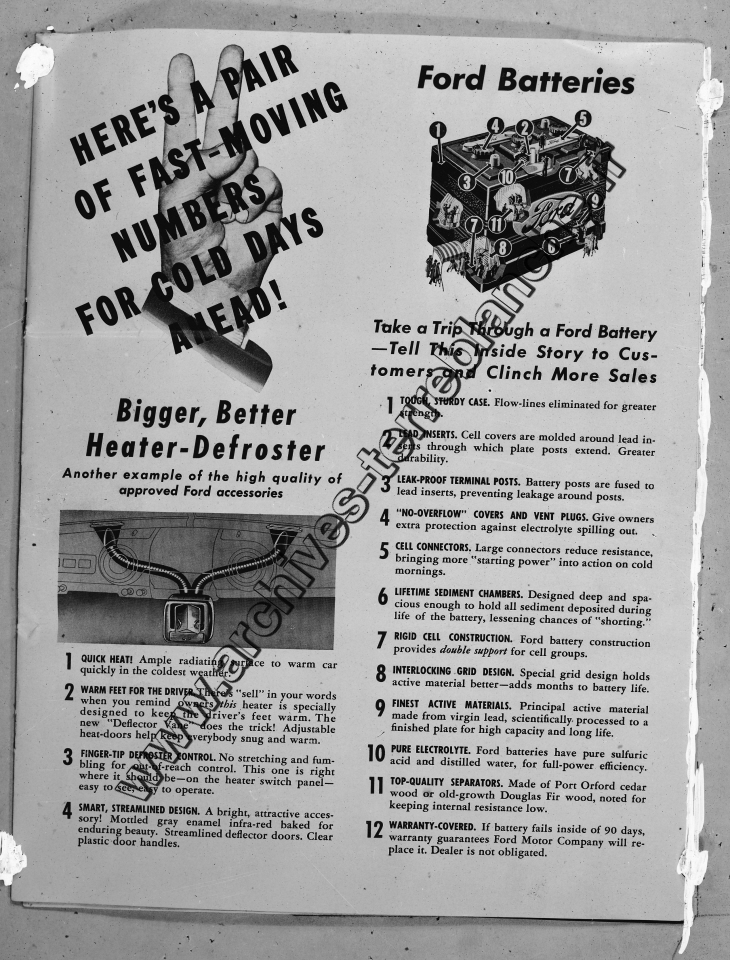 HERE'S A PAIR
OF FAST-MOVING
NUMBERS
FOR COLD DAYS
AHEAD!
Bigger, Better
Heater-Defroster
Another example of the high quality of
approved Ford accessories
1 QUICK HEAT! Ample radiating surface to warm car
quickly in the coldest weather.
2 WARM FEET FOR THE DRIVER. There's "sell" in your words
when you remind owners this heater is specially
designed to keep the driver's feet warm. The
new "Deflector Vane" does the trick! Adjustable
heat-doors help keep everybody snug and warm.
3 FINGER-TIP DEFROSTER CONTROL. No stretching and fum-
bling for out-of-reach control. This one is right
where it should be—on the heater switch panel—
easy to see, easy to operate.
4 SMART, STREAMLINED DESIGN. A bright, attractive acces-
sory! Mottled gray enamel infra-red baked for
enduring beauty. Streamlined deflector doors. Clear
plastic door handles.
Ford Batteries
1 4 2 5
3 10 7
7 11 9
8 6
Ford
Take a Trip Through a Ford Battery
—Tell This Inside Story to Cus-
tomers and Clinch More Sales
1 TOUGH, STURDY CASE. Flow-lines eliminated for greater
strength.
2 LEAD INSERTS. Cell covers are molded around lead in-
serts through which plate posts extend. Greater
durability.
3 LEAK-PROOF TERMINAL POSTS. Battery posts are fused to
lead inserts, preventing leakage around posts.
4 "NO-OVERFLOW" COVERS AND VENT PLUGS. Give owners
extra protection against electrolyte spilling out.
5 CELL CONNECTORS. Large connectors reduce resistance,
bringing more "starting power" into action on cold
mornings.
6 LIFETIME SEDIMENT CHAMBERS. Designed deep and spa-
cious enough to hold all sediment deposited during
life of the battery, lessening chances of "shorting."
7 RIGID CELL CONSTRUCTION. Ford battery construction
provides double support for cell groups.
8 INTERLOCKING GRID DESIGN. Special grid design holds
active material better—adds months to battery life.
9 FINEST ACTIVE MATERIALS. Principal active material
made from virgin lead, scientifically processed to a
finished plate for high capacity and long life.
10 PURE ELECTROLYTE. Ford batteries have pure sulfuric
acid and distilled water, for full-power efficiency.
11 TOP-QUALITY SEPARATORS. Made of Port Orford cedar
wood or old-growth Douglas Fir wood, noted for
keeping internal resistance low.
12 WARRANTY-COVERED. If battery fails inside of 90 days,
warranty guarantees Ford Motor Company will re-
place it. Dealer is not obligated.